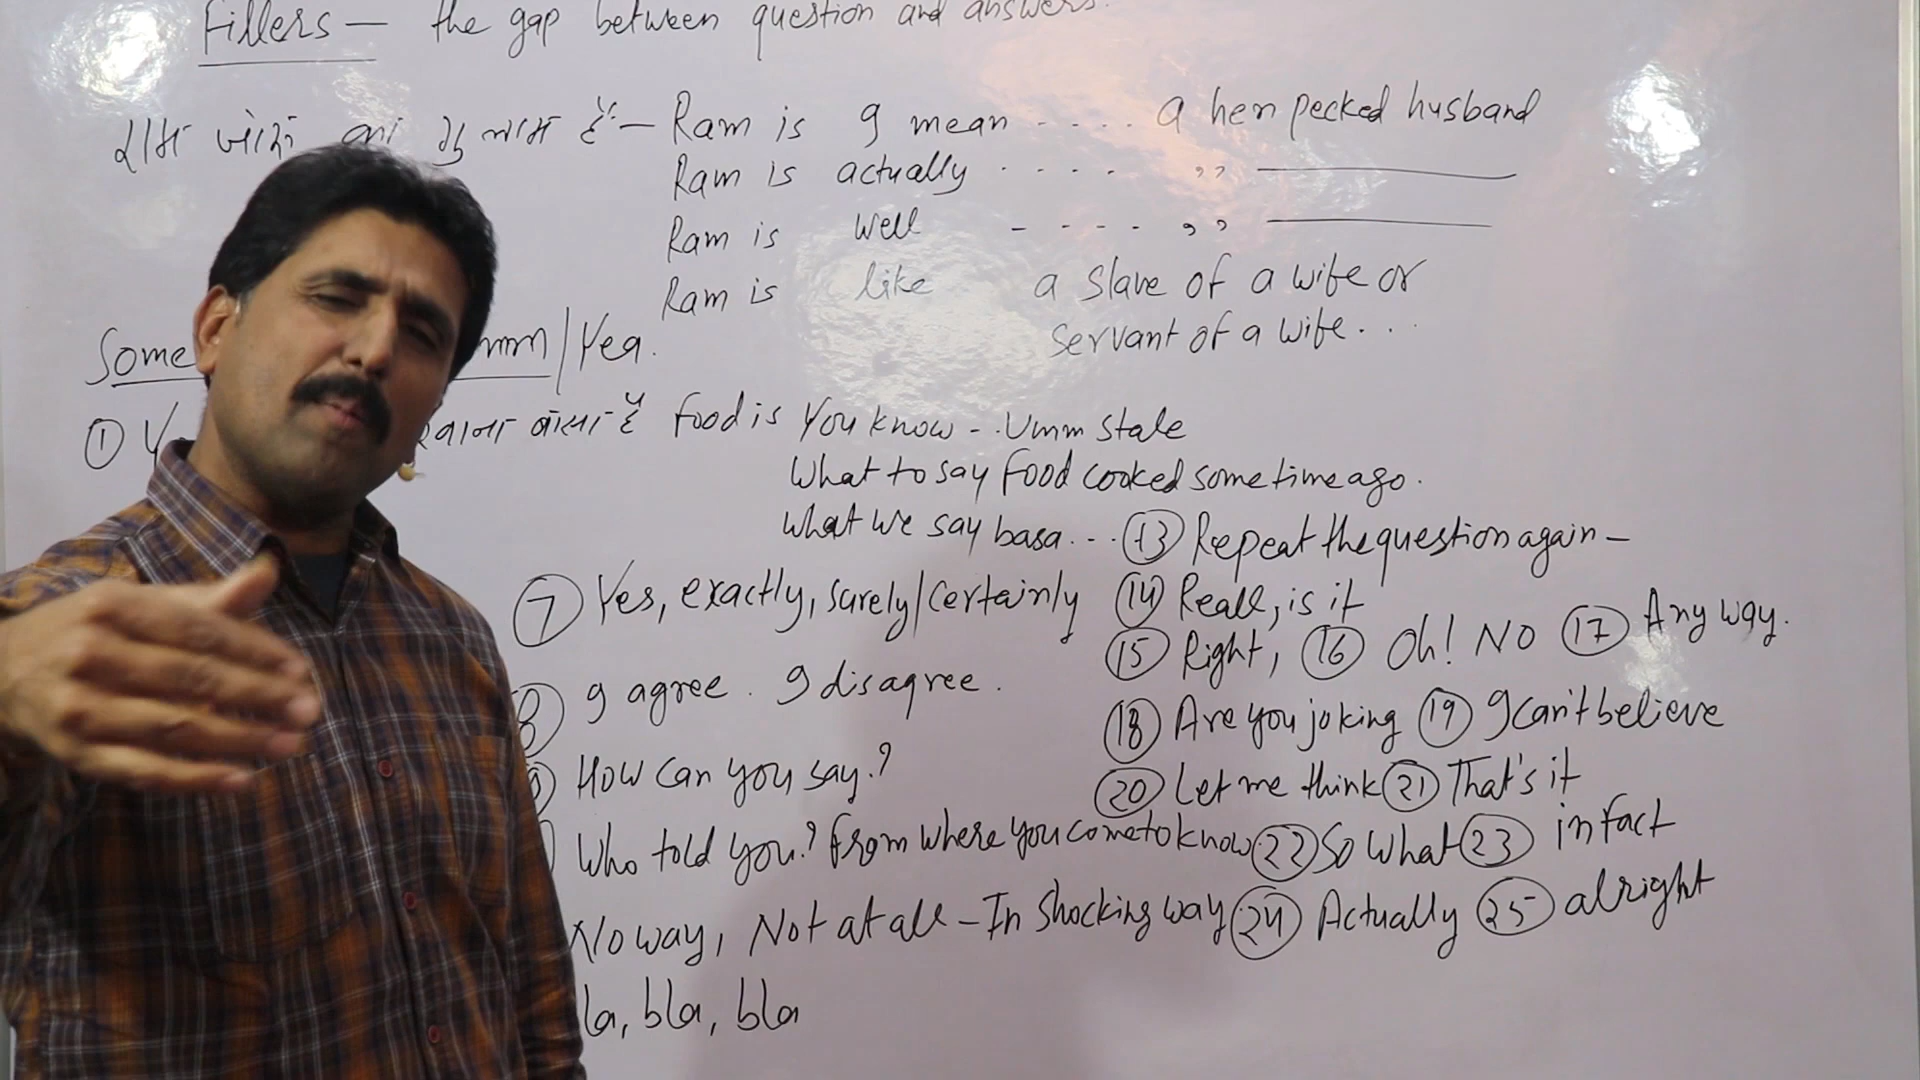 Fillers — the gap between question and answers.
राम जोरू का गुलाम है:— Ram is I mean - . . . a hen pecked husband
Ram is actually . . . . ,, ———
Ram is well - - - - ,, ———
Ram is like a slave of a wife or
servant of a wife. . .
Some mm/Yea.
① खाना बासा है food is You know - . Umm stale
What to say food cooked some time ago.
What we say basa . . . ⑬ Repeat the question again —
⑦ Yes, exactly, surely/certainly ⑭ Reall, is it
⑮ Right, ⑯ Oh! No ⑰ Any way.
I agree. I disagree.
⑱ Are you joking ⑲ I can't believe
How can you say.?
⑳ Let me think ㉑ That's it
Who told you.? From where you come to know ㉒ So what ㉓ in fact
No way, Not at all — In shocking way ㉔ Actually ㉕ alright
la, bla, bla